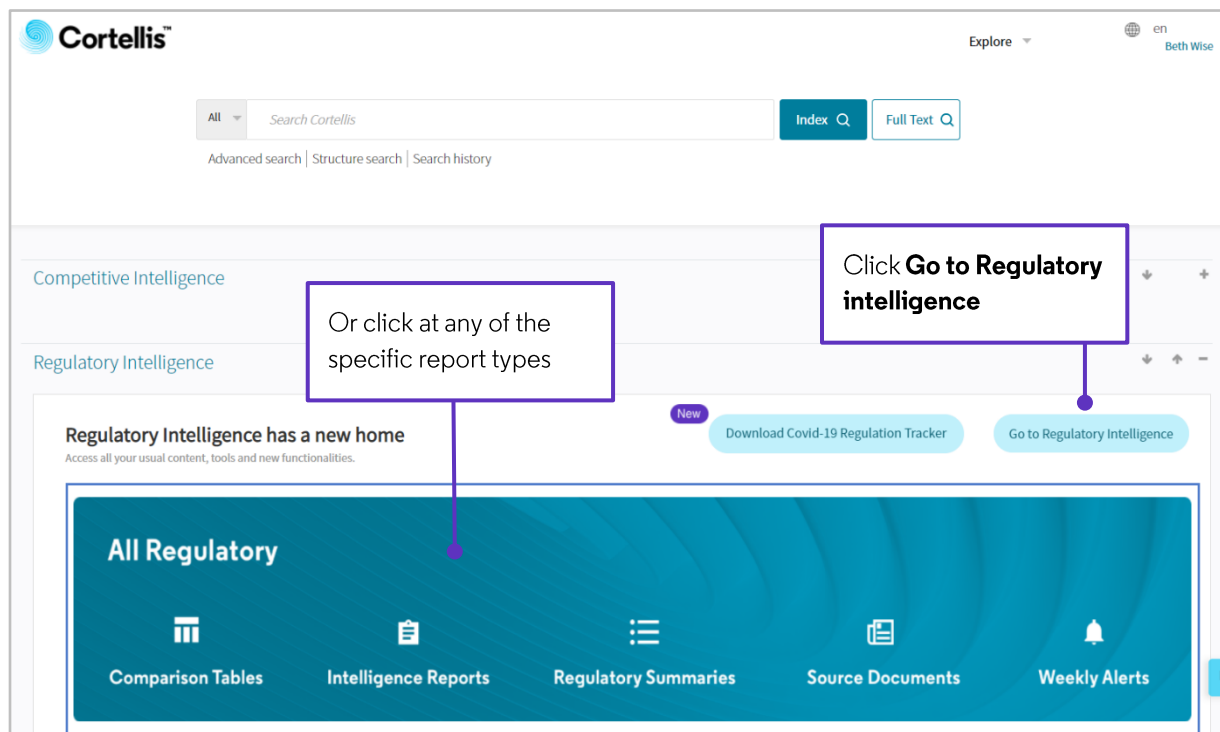 Cortellis™
Explore
en
Beth Wise
All
Search Cortellis
Index
Full Text
Advanced search | Structure search | Search history
Click Go to Regulatory
intelligence
Competitive Intelligence
Or click at any of the
specific report types
Regulatory Intelligence
New
Regulatory Intelligence has a new home
Download Covid-19 Regulation Tracker
Go to Regulatory Intelligence
Access all your usual content, tools and new functionalities.
All Regulatory
Comparison Tables
Intelligence Reports
Regulatory Summaries
Source Documents
Weekly Alerts